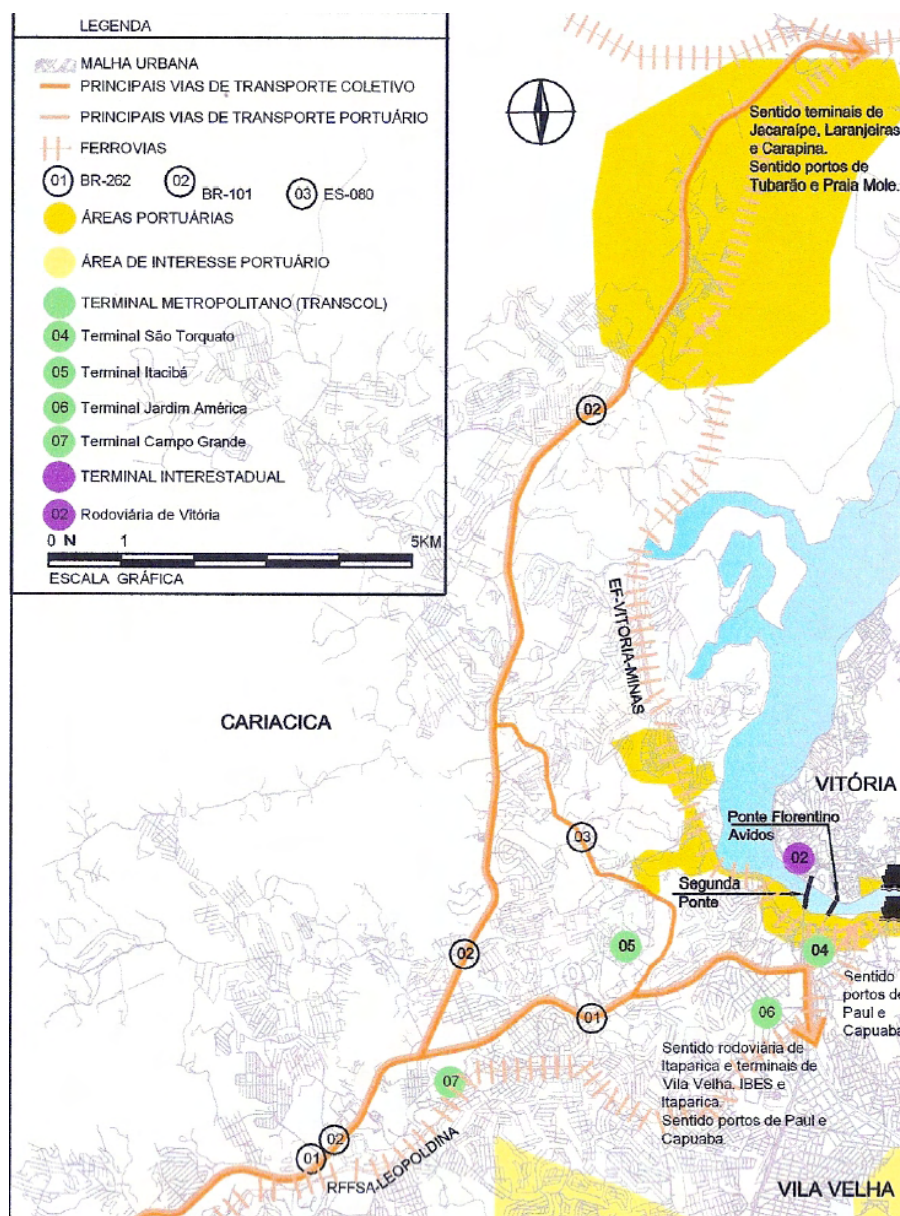 LEGENDA
MALHA URBANA
PRINCIPAIS VIAS DE TRANSPORTE COLETIVO
PRINCIPAIS VIAS DE TRANSPORTE PORTUÁRIO
FERROVIAS
01 BR-262 02 BR-101 03 ES-080
ÁREAS PORTUÁRIAS
ÁREA DE INTERESSE PORTUÁRIO
TERMINAL METROPOLITANO (TRANSCOL)
04 Terminal São Torquato
05 Terminal Itacibá
06 Terminal Jardim América
07 Terminal Campo Grande
TERMINAL INTERESTADUAL
02 Rodoviária de Vitória
0 N 1 5KM
ESCALA GRÁFICA
Sentido teminais de
Jacaraípe, Laranjeiras
e Carapina.
Sentido portos de
Tubarão e Praia Mole.
02
EF-VITORIA-MINAS
CARIACICA
VITÓRIA
Ponte Florentino
Avidos
02
03
Segunda
Ponte
05
04
02
Sentido
portos de
Paul e
Capuaba
06
01
Sentido rodoviária de
Itaparica e terminais de
Vila Velha, IBES e
Itaparica.
Sentido portos de Paul e
Capuaba
07
02
01
RFFSA-LEOPOLDINA
VILA VELHA